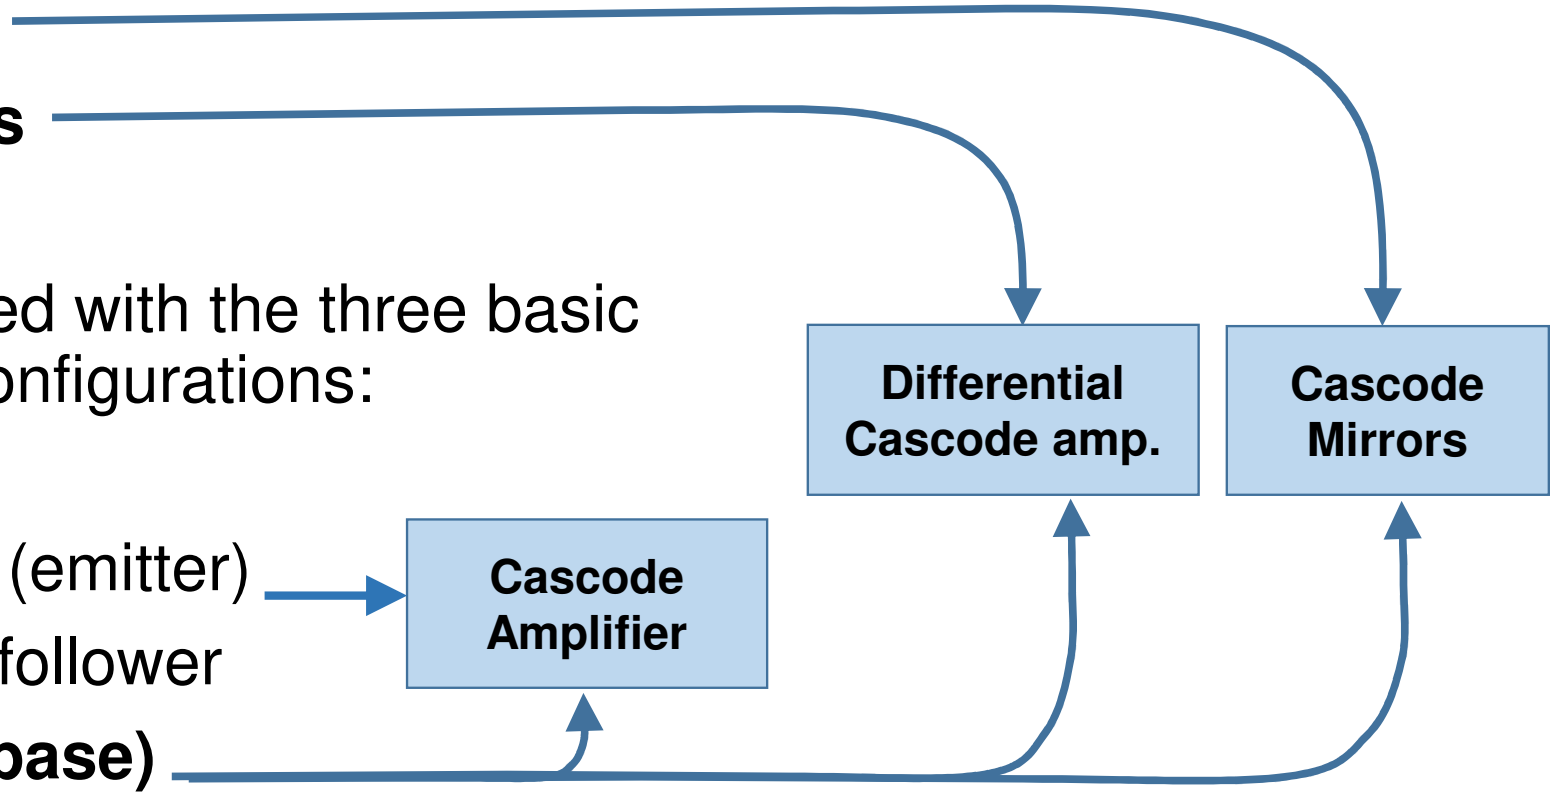 s
ed with the three basic
onfigurations:
Differential
Cascode amp.
Cascode
Mirrors
(emitter)
follower
base)
Cascode
Amplifier